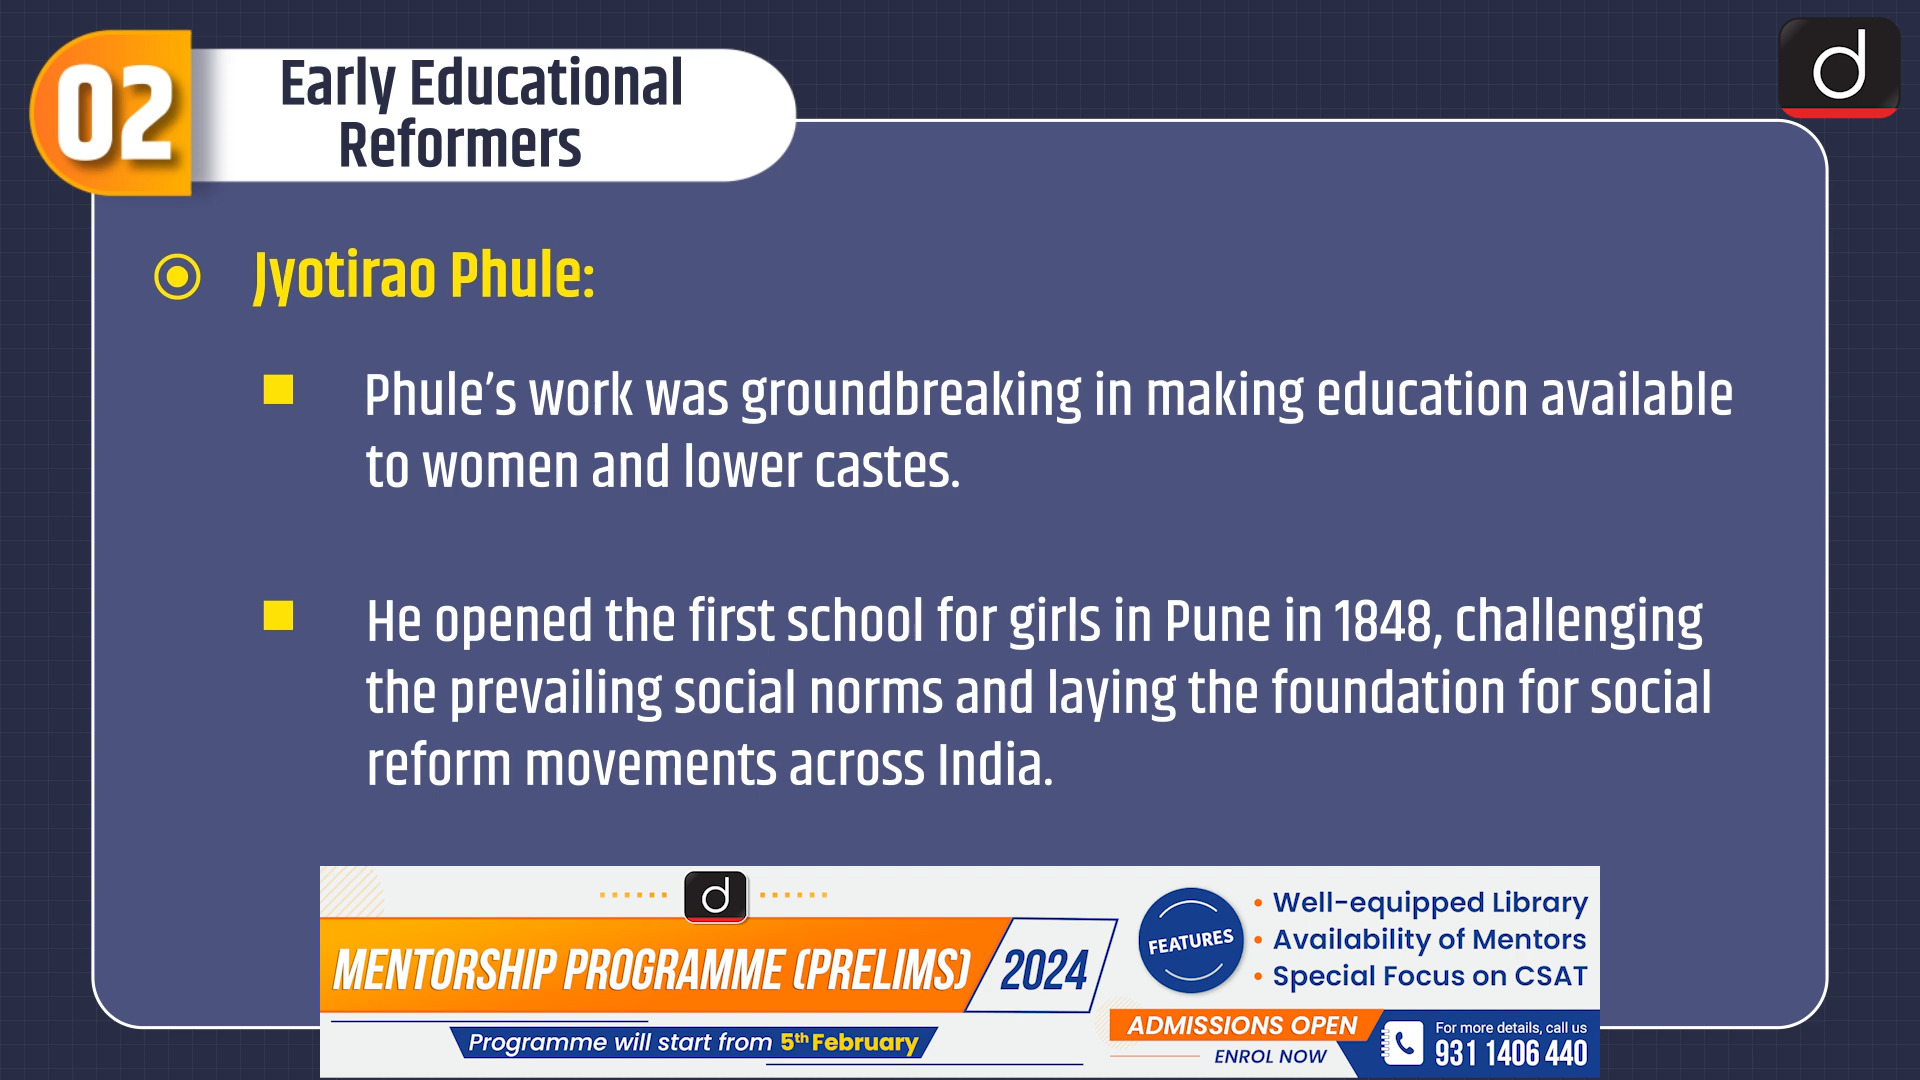 02
Early Educational
Reformers
d
Jyotirao Phule:
Phule’s work was groundbreaking in making education available
to women and lower castes.
He opened the first school for girls in Pune in 1848, challenging
the prevailing social norms and laying the foundation for social
reform movements across India.
d
MENTORSHIP PROGRAMME (PRELIMS) 2024
Programme will start from 5th February
FEATURES
• Well-equipped Library
• Availability of Mentors
• Special Focus on CSAT
ADMISSIONS OPEN
ENROL NOW
For more details, call us
931 1406 440